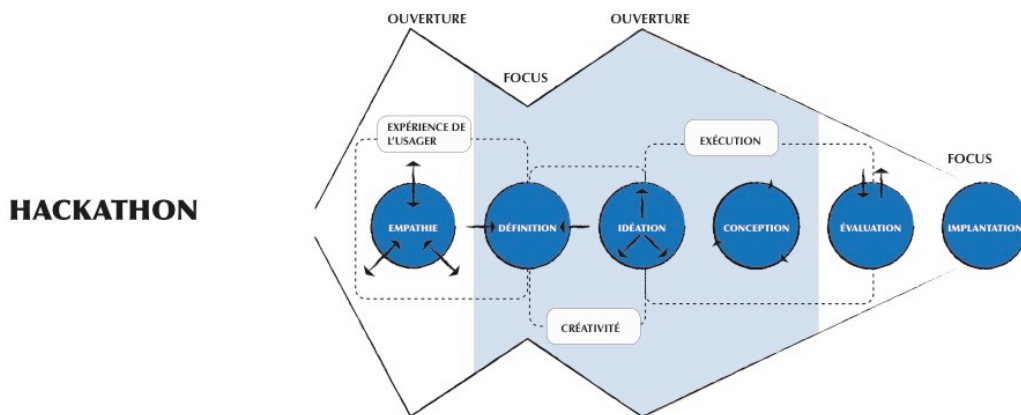 OUVERTURE
OUVERTURE
FOCUS
EXPÉRIENCE DE
L'USAGER
EXÉCUTION
FOCUS
HACKATHON
EMPATHIE
DÉFINITION
IDÉATION
CONCEPTION
ÉVALUATION
IMPLANTATION
CRÉATIVITÉ